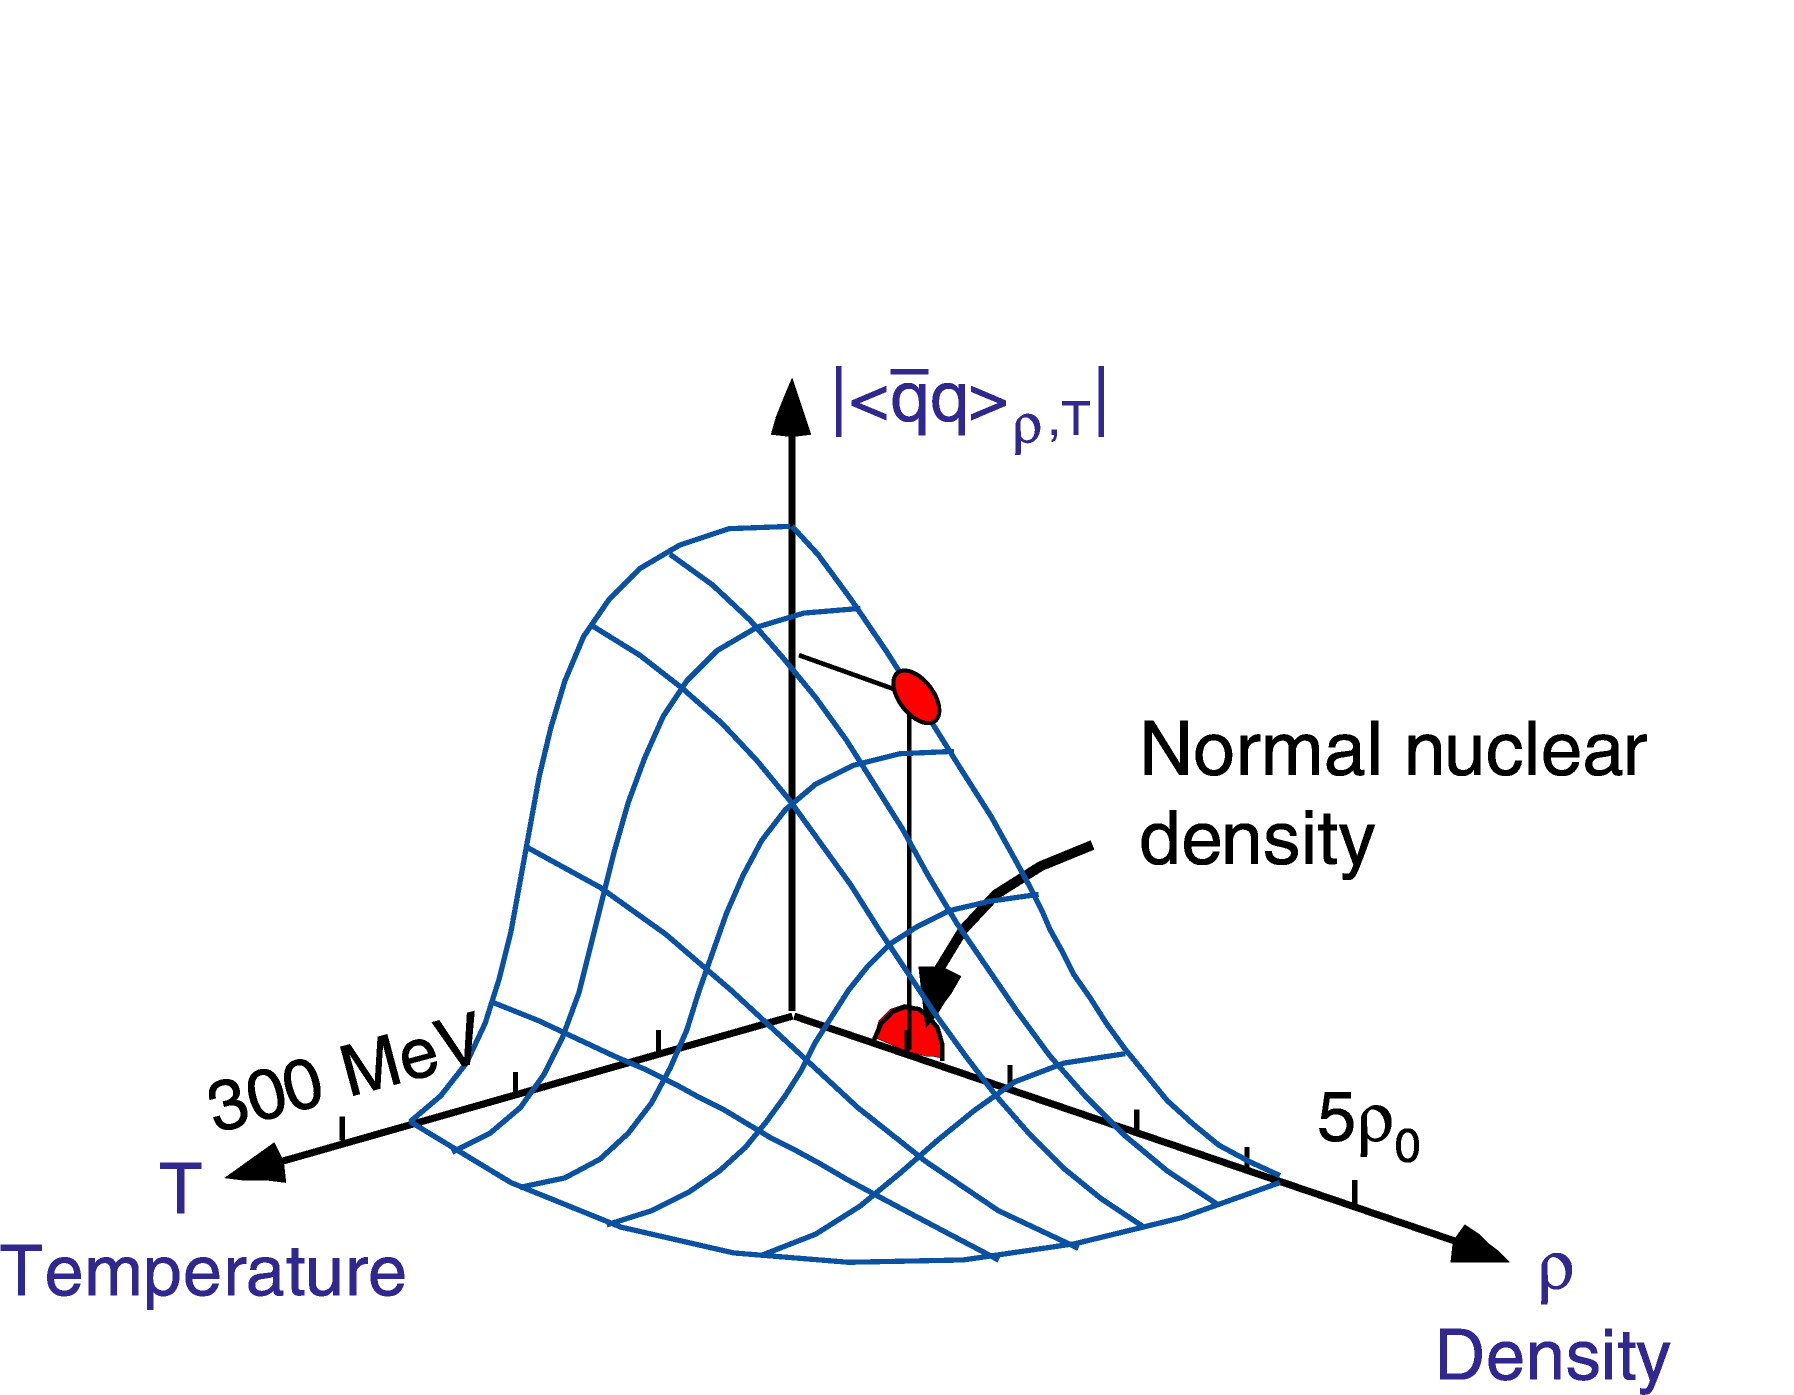 |<q̅q>ρ,T|
Normal nuclear
density
300 MeV
5ρ0
T
Temperature
ρ
Density